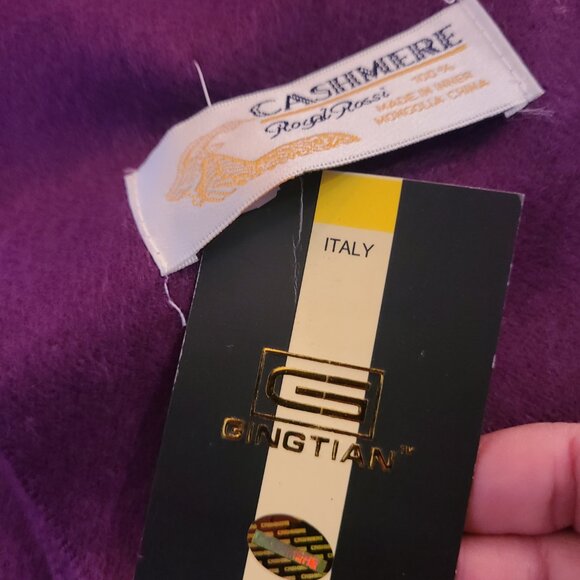 CASHMERE
Royal Rossi
100%
MADE IN INNER
MONGOLIA CHINA
ITALY
GINGTIAN™